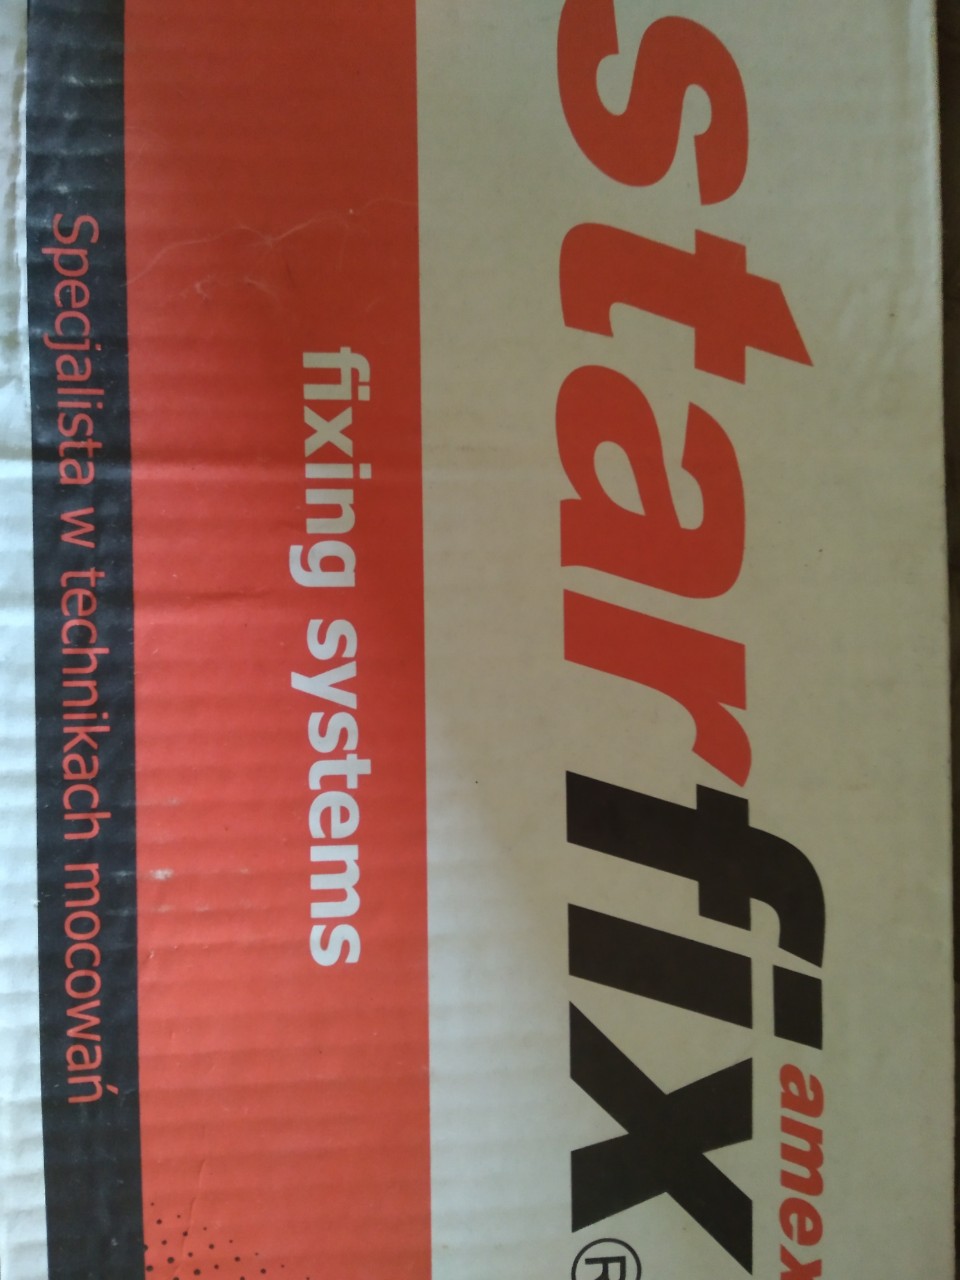 amex
starfix®
fixing systems
Specjalista w technikach mocowań